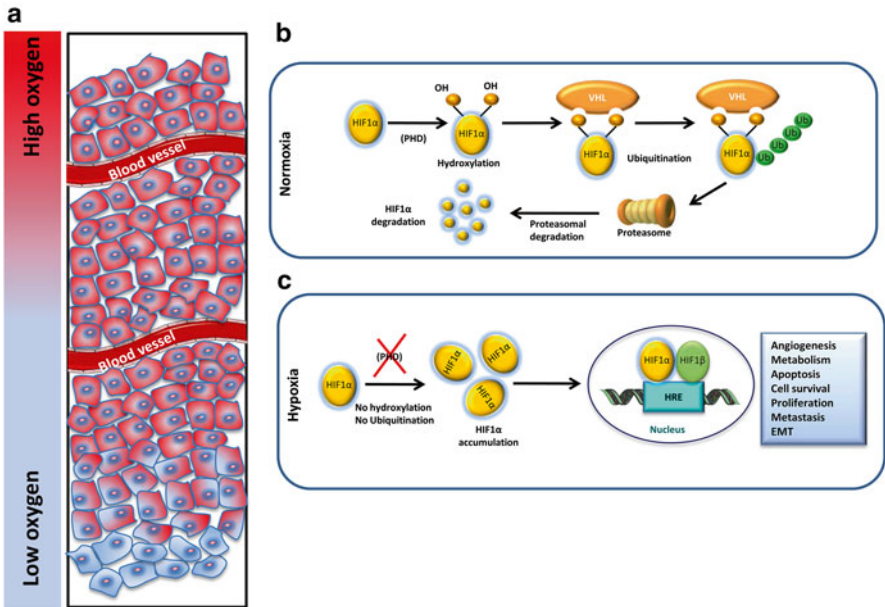 a
High oxygen
Low oxygen
Blood vessel
Blood vessel
b
Normoxia
HIF1α
(PHD)
OH
OH
HIF1α
Hydroxylation
VHL
HIF1α
Ubiquitination
VHL
HIF1α
Ub
Ub
Ub
Ub
HIF1α
degradation
Proteasomal
degradation
Proteasome
c
Hypoxia
HIF1α
(PHD)
No hydroxylation
No Ubiquitination
HIF1α
HIF1α
HIF1α
HIF1α
accumulation
HIF1α
HIF1β
HRE
Nucleus
Angiogenesis
Metabolism
Apoptosis
Cell survival
Proliferation
Metastasis
EMT